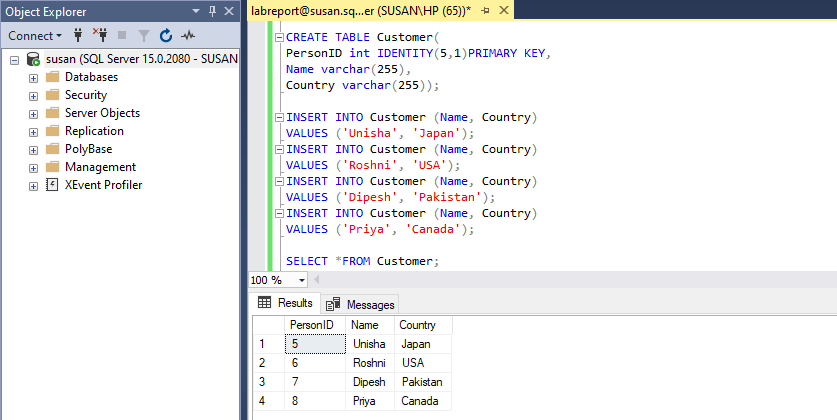 Object Explorer
Connect
susan (SQL Server 15.0.2080 - SUSAN
Databases
Security
Server Objects
Replication
PolyBase
Management
XEvent Profiler
labreport@susan.sq...er (SUSAN\HP (65))*
CREATE TABLE Customer(
PersonID int IDENTITY(5,1)PRIMARY KEY,
Name varchar(255),
Country varchar(255));
INSERT INTO Customer (Name, Country)
VALUES ('Unisha', 'Japan');
INSERT INTO Customer (Name, Country)
VALUES ('Roshni', 'USA');
INSERT INTO Customer (Name, Country)
VALUES ('Dipesh', 'Pakistan');
INSERT INTO Customer (Name, Country)
VALUES ('Priya', 'Canada');
SELECT *FROM Customer;
100 %
Results Messages
PersonID Name Country
1 5 Unisha Japan
2 6 Roshni USA
3 7 Dipesh Pakistan
4 8 Priya Canada